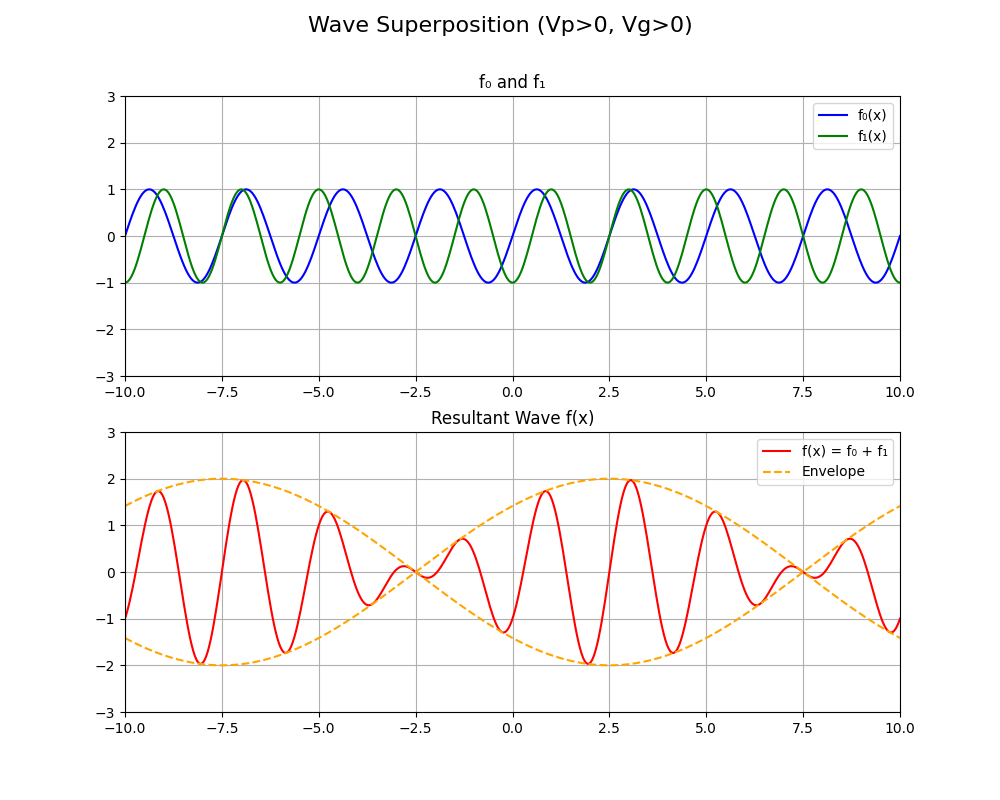 Wave Superposition (Vp>0, Vg>0)
f₀ and f₁
3
2
1
0
−1
−2
−3
−10.0 −7.5 −5.0 −2.5 0.0 2.5 5.0 7.5 10.0
f₀(x)
f₁(x)
Resultant Wave f(x)
3
2
1
0
−1
−2
−3
−10.0 −7.5 −5.0 −2.5 0.0 2.5 5.0 7.5 10.0
f(x) = f₀ + f₁
Envelope